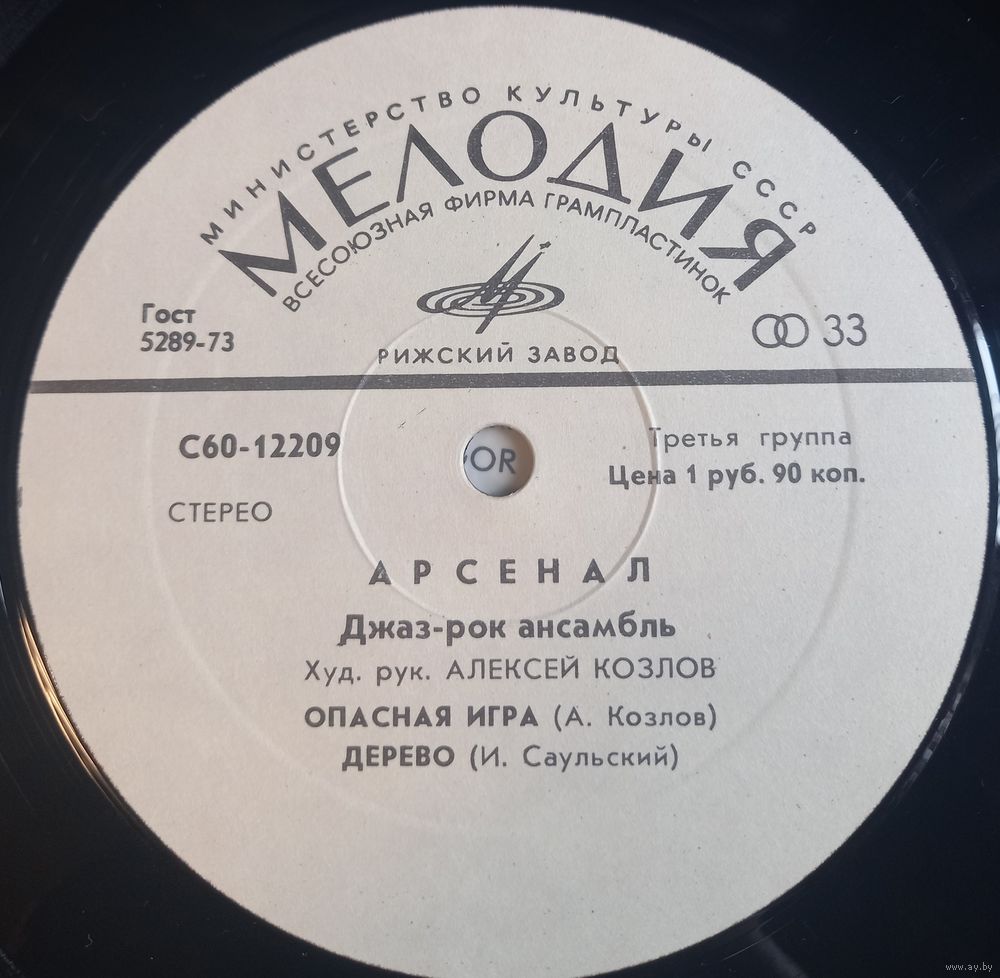 МИНИСТЕРСТВО КУЛЬТУРЫ СССР
МЕЛОДИЯ
ВСЕСОЮЗНАЯ ФИРМА ГРАМПЛАСТИНОК
Гост
5289-73
33
РИЖСКИЙ ЗАВОД
С60-12209
OR
Третья группа
Цена 1 руб. 90 коп.
СТЕРЕО
АРСЕНАЛ
Джаз-рок ансамбль
Худ. рук. АЛЕКСЕЙ КОЗЛОВ
ОПАСНАЯ ИГРА (А. Козлов)
ДЕРЕВО (И. Саульский)
www.ay.by